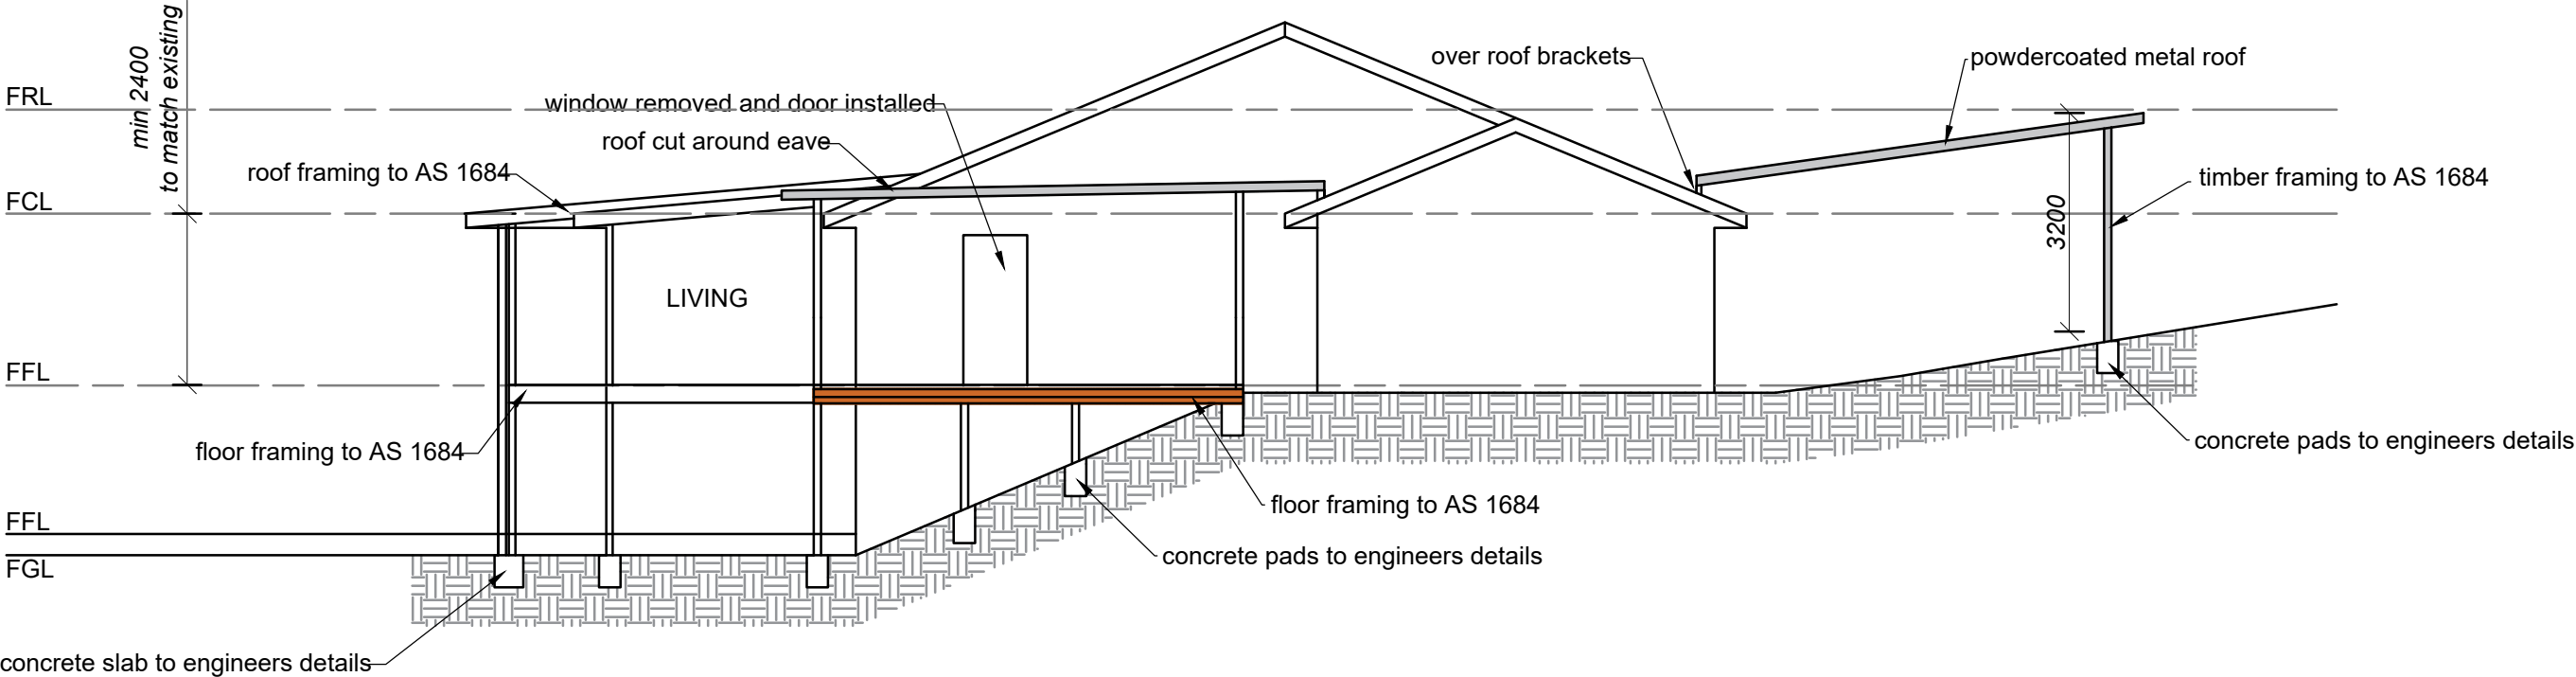 over roof brackets
powdercoated metal roof
min 2400
to match existing
FRL
window removed and door installed
roof cut around eave
roof framing to AS 1684
timber framing to AS 1684
FCL
3200
LIVING
FFL
floor framing to AS 1684
concrete pads to engineers details
floor framing to AS 1684
FFL
concrete pads to engineers details
FGL
concrete slab to engineers details